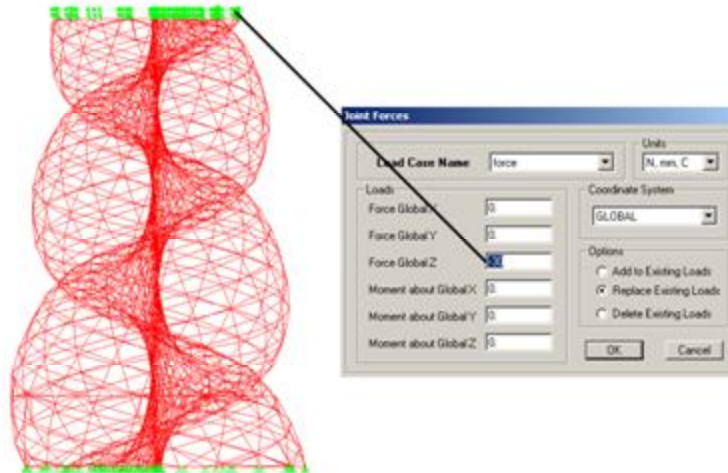 Joint Forces
Load Case Name force
Units
N, mm, C
Loads
Force Global X 0.
Force Global Y 0.
Force Global Z
Moment about Global X 0.
Moment about Global Y 0.
Moment about Global Z 0.
Coordinate System
GLOBAL
Options
Add to Existing Loads
Replace Existing Loads
Delete Existing Loads
OK Cancel